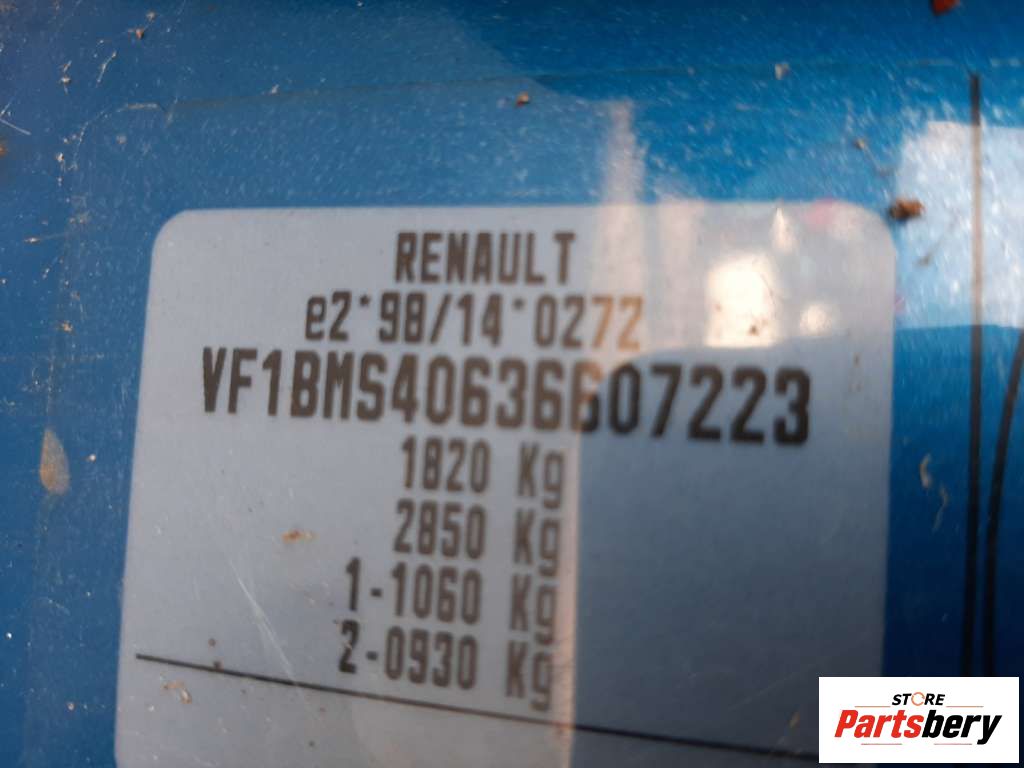 RENAULT
e2*98/14*0272
VF1BMS40636607223
1820 Kg
2850 Kg
1-1060 Kg
2-0930 Kg
STORE
Partsbery